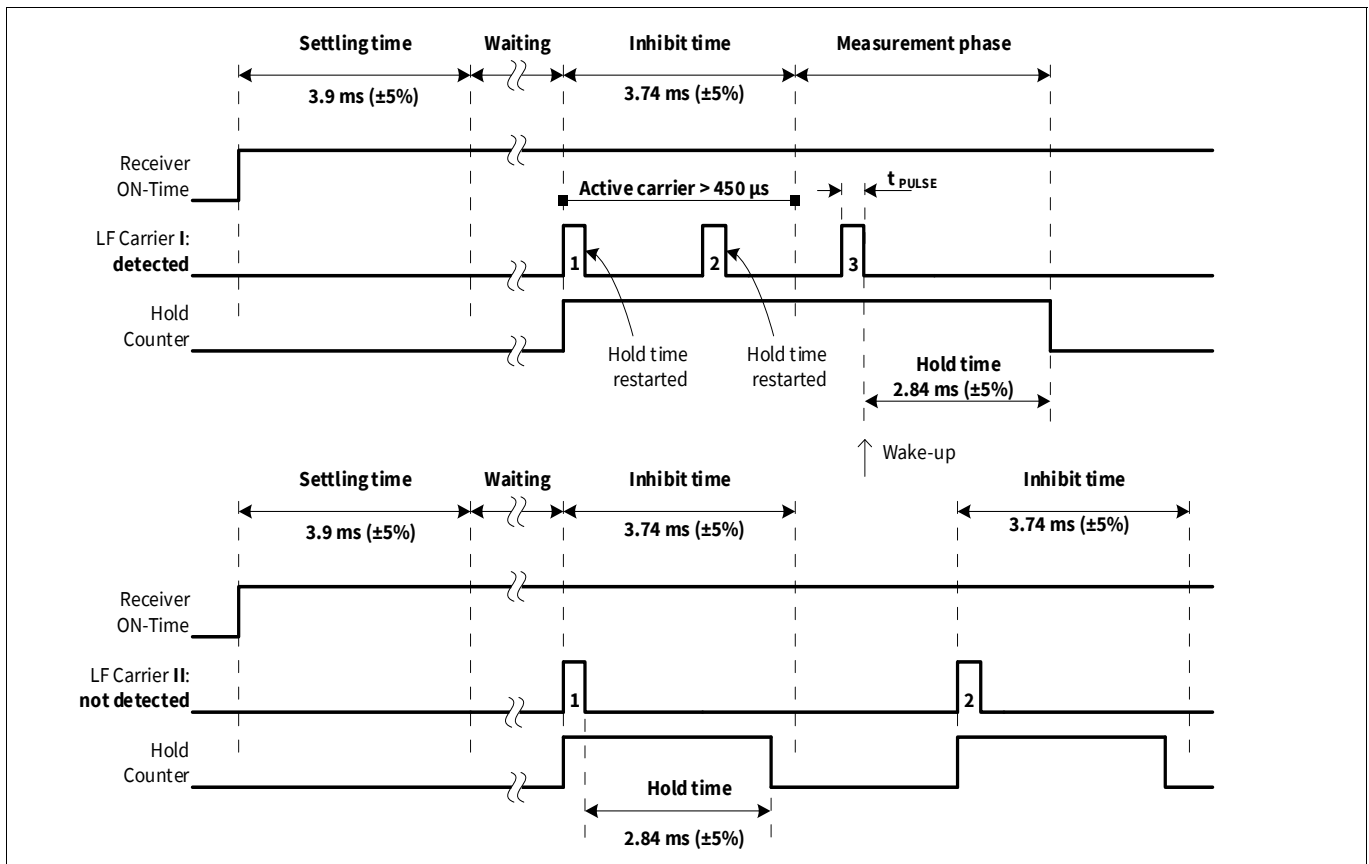 Settling time Waiting Inhibit time Measurement phase
3.9 ms (±5%) 3.74 ms (±5%)
Receiver
ON-Time
Active carrier > 450 µs t PULSE
LF Carrier I:
detected
1 2 3
Hold
Counter
Hold time
restarted
Hold time
restarted
Hold time
2.84 ms (±5%)
Wake-up
Settling time Waiting Inhibit time Inhibit time
3.9 ms (±5%) 3.74 ms (±5%) 3.74 ms (±5%)
Receiver
ON-Time
LF Carrier II:
not detected
1 2
Hold
Counter
Hold time
2.84 ms (±5%)